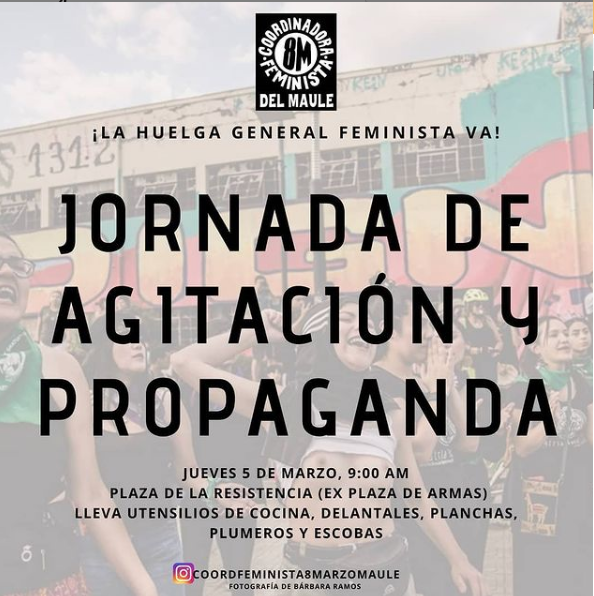 COORDINADORA
8M
FEMINISTA
DEL MAULE
¡LA HUELGA GENERAL FEMINISTA VA!
S 1312
JORNADA DE
AGITACIÓN Y
PROPAGANDA
JUEVES 5 DE MARZO, 9:00 AM
PLAZA DE LA RESISTENCIA (EX PLAZA DE ARMAS)
LLEVA UTENSILIOS DE COCINA, DELANTALES, PLANCHAS,
PLUMEROS Y ESCOBAS
COORDFEMINISTA8MARZOMAULE
FOTOGRAFÍA DE BÁRBARA RAMOS